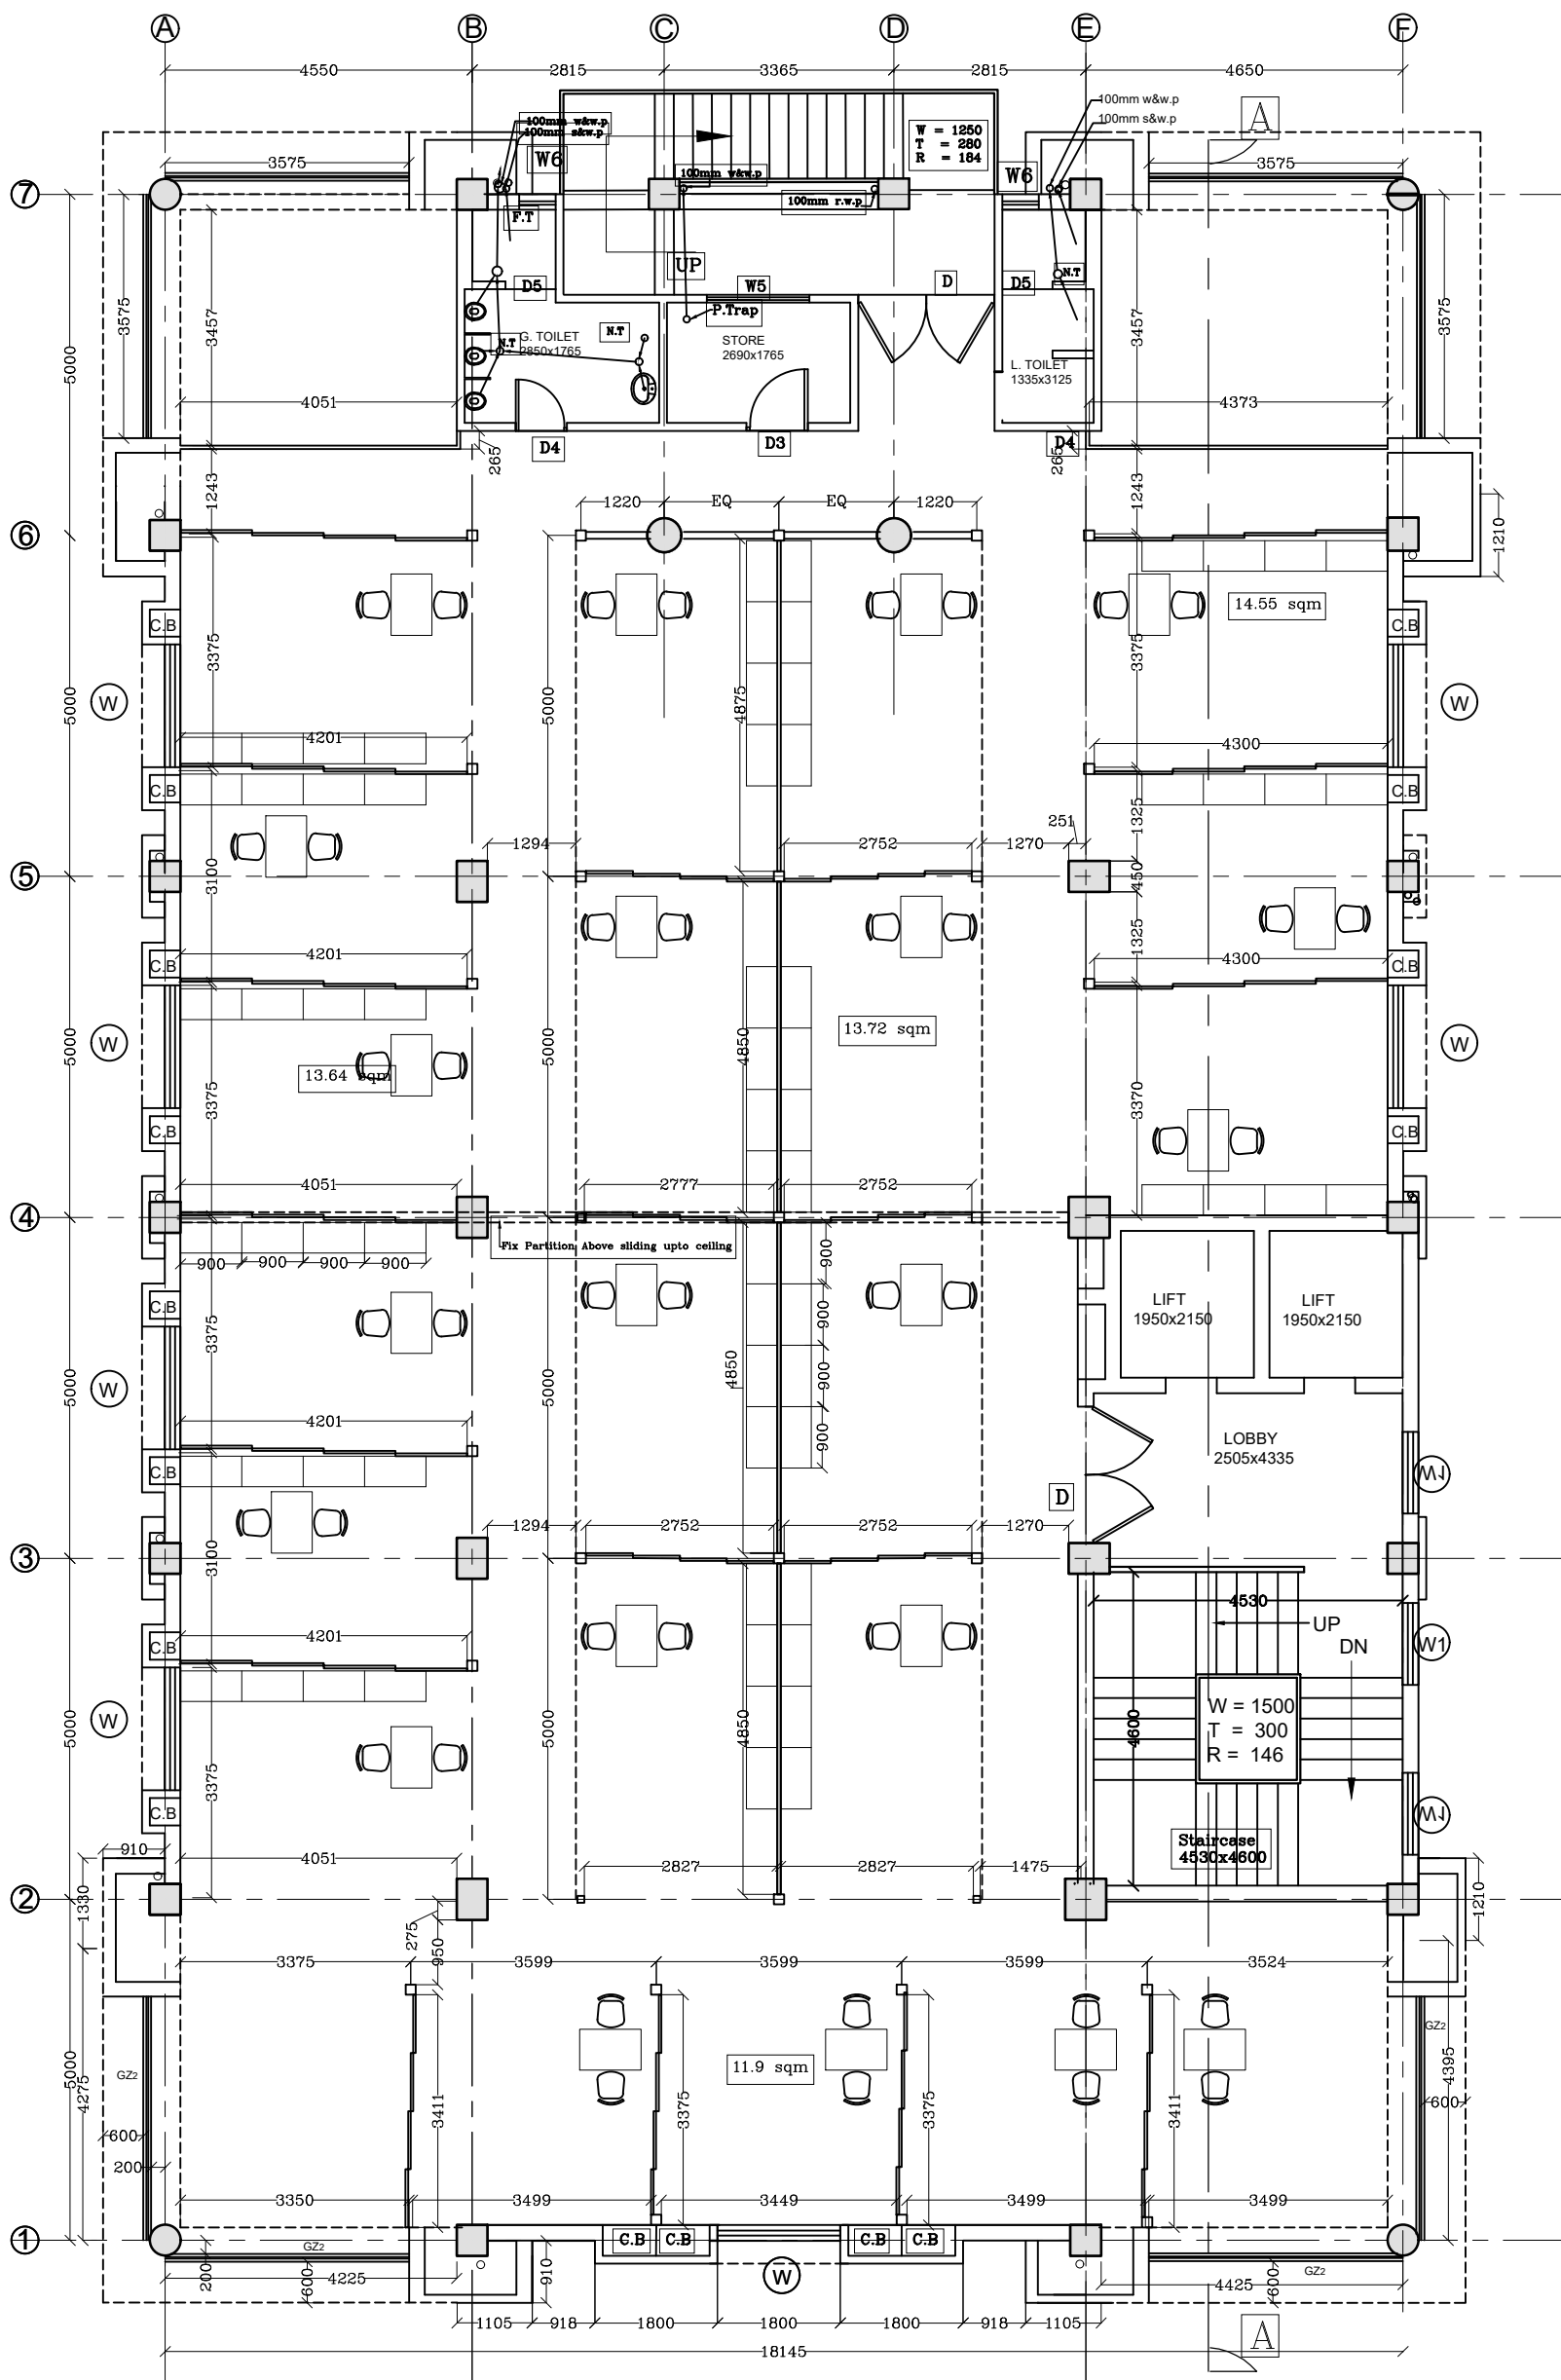 A B C D E F
4550 2815 3365 2815 4650
100mm w&w.p
100mm s&w.p
A
100mm w&w.p
100mm s&w.p
W6
W = 1250
T = 280
R = 184
3575
3575
W6
100mm w&w.p
100mm r.w.p
7
F.T
UP
D5
W5
D
D5
N.T
P.Trap
3575
3457
3457
3575
5000
G. TOILET
2850x1765
N.T
N.T
STORE
2690x1765
L. TOILET
1335x3125
4051
4373
D4
D3
D4
265
265
1243
1243
1220 EQ EQ 1220
1210
6
14.55 sqm
C.B
C.B
3375
3375
W
W
5000
5000
4875
4201
4300
C.B
C.B
1325
251
1294
2752
1270
5
3100
450
1325
4201
4300
C.B
C.B
13.72 sqm
W
W
5000
5000
4850
13.64 sqm
3375
3370
C.B
C.B
4051
2777
2752
4
Fix Partition Above sliding upto ceiling
900 900 900 900
900
900
900
900
C.B
LIFT
1950x2150
LIFT
1950x2150
3375
5000
5000
4850
W
4201
LOBBY
2505x4335
C.B
W1
D
1294
2752
2752
1270
3
3100
4530
UP
DN
4201
C.B
W1
W
5000
5000
4850
4600
W = 1500
T = 300
R = 146
3375
C.B
W1
Staircase
4530x4600
910
4051
2827
2827
1475
2
1330
1210
275
950
3375 3599 3599 3599 3524
GZ2
GZ2
11.9 sqm
5000
4275
3411
3375
3375
3411
4395
600
600
200
3350 3499 3449 3499 3499
1
C.B C.B C.B C.B
GZ2
GZ2
200
600
4225
910
W
4425
600
1105 918 1800 1800 1800 918 1105
A
18145